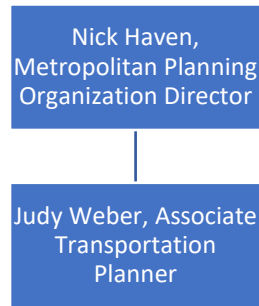 Nick Haven,
Metropolitan Planning
Organization Director
Judy Weber, Associate
Transportation
Planner